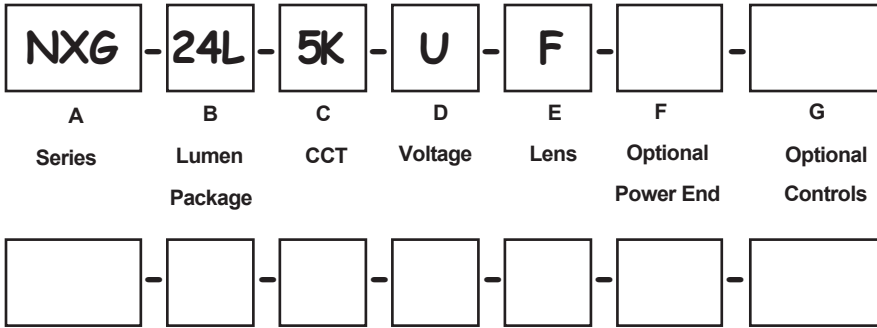 NXG - 24L - 5K - U - F - -
A B C D E F G
Series Lumen CCT Voltage Lens Optional Optional
Package Power End Controls
- - - - - -